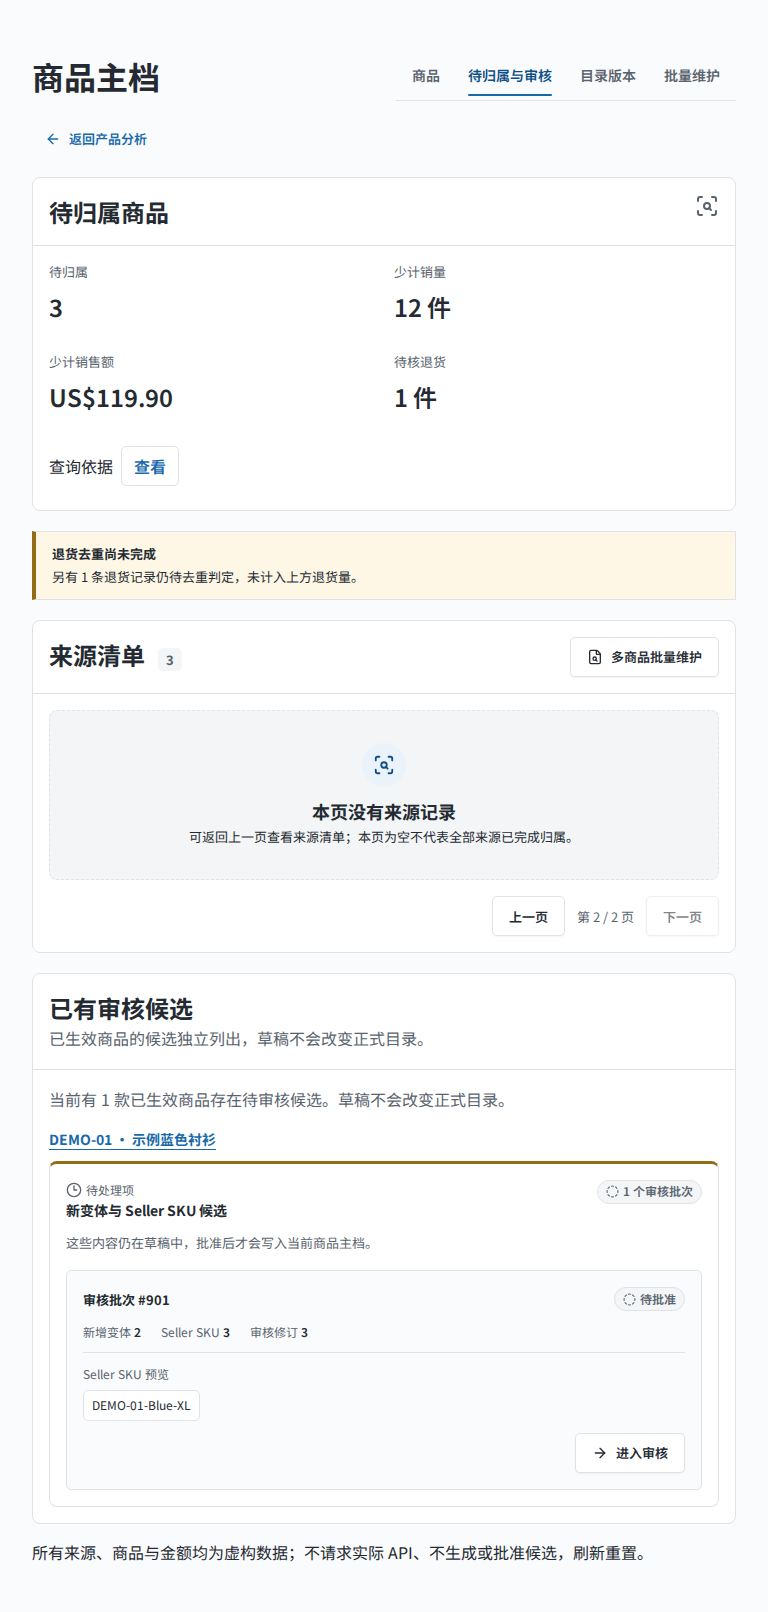 商品主档
商品
待归属与审核
目录版本
批量维护
返回产品分析
待归属商品
待归属
少计销量
3
12 件
少计销售额
待核退货
US$119.90
1 件
查询依据
查看
退货去重尚未完成
另有 1 条退货记录仍待去重判定，未计入上方退货量。
来源清单
3
多商品批量维护
本页没有来源记录
可返回上一页查看来源清单；本页为空不代表全部来源已完成归属。
上一页
第 2 / 2 页
下一页
已有审核候选
已生效商品的候选独立列出，草稿不会改变正式目录。
当前有 1 款已生效商品存在待审核候选。草稿不会改变正式目录。
DEMO-01 · 示例蓝色衬衫
待处理项
1 个审核批次
新变体与 Seller SKU 候选
这些内容仍在草稿中，批准后才会写入当前商品主档。
审核批次 #901
待批准
新增变体 2
Seller SKU 3
审核修订 3
Seller SKU 预览
DEMO-01-Blue-XL
进入审核
所有来源、商品与金额均为虚构数据；不请求实际 API、不生成或批准候选，刷新重置。